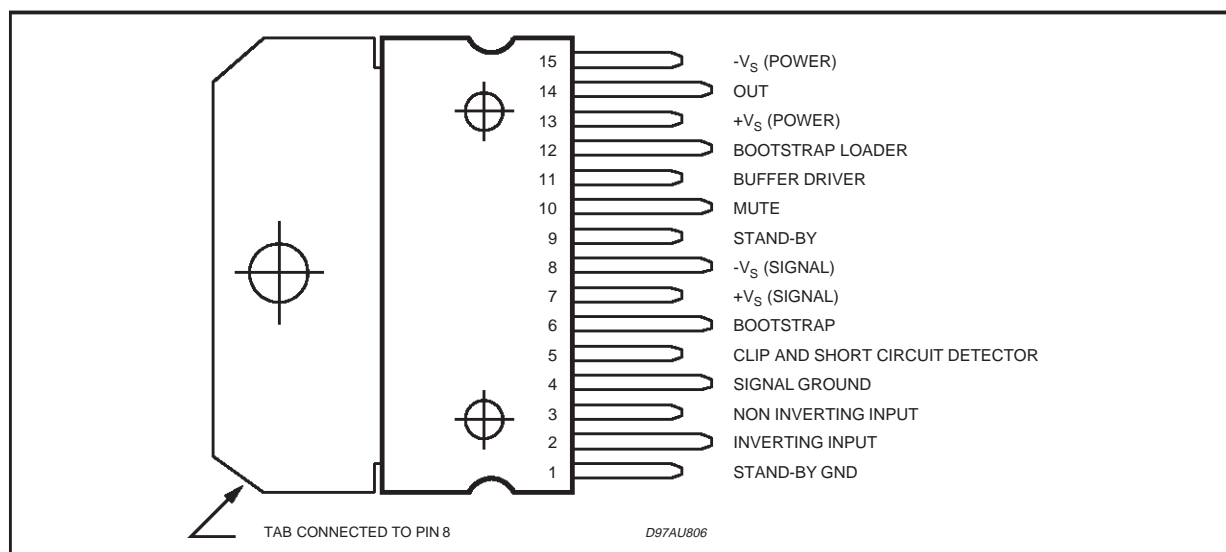 15 -VS (POWER)
14 OUT
13 +VS (POWER)
12 BOOTSTRAP LOADER
11 BUFFER DRIVER
10 MUTE
9 STAND-BY
8 -VS (SIGNAL)
7 +VS (SIGNAL)
6 BOOTSTRAP
5 CLIP AND SHORT CIRCUIT DETECTOR
4 SIGNAL GROUND
3 NON INVERTING INPUT
2 INVERTING INPUT
1 STAND-BY GND
TAB CONNECTED TO PIN 8 D97AU806